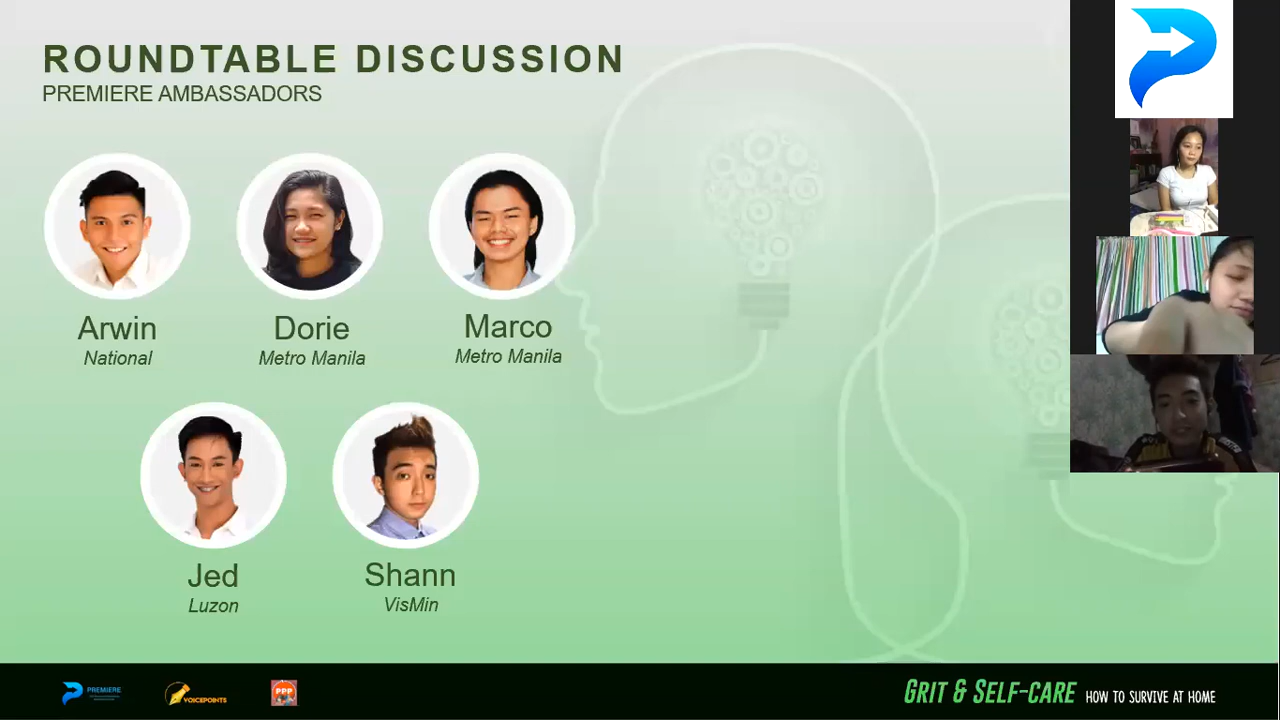 ROUNDTABLE DISCUSSION
PREMIERE AMBASSADORS
Arwin
National
Dorie
Metro Manila
Marco
Metro Manila
Jed
Luzon
Shann
VisMin
PREMIERE
VOICEPOINTS
PPP
GRIT & SELF-CARE HOW TO SURVIVE AT HOME